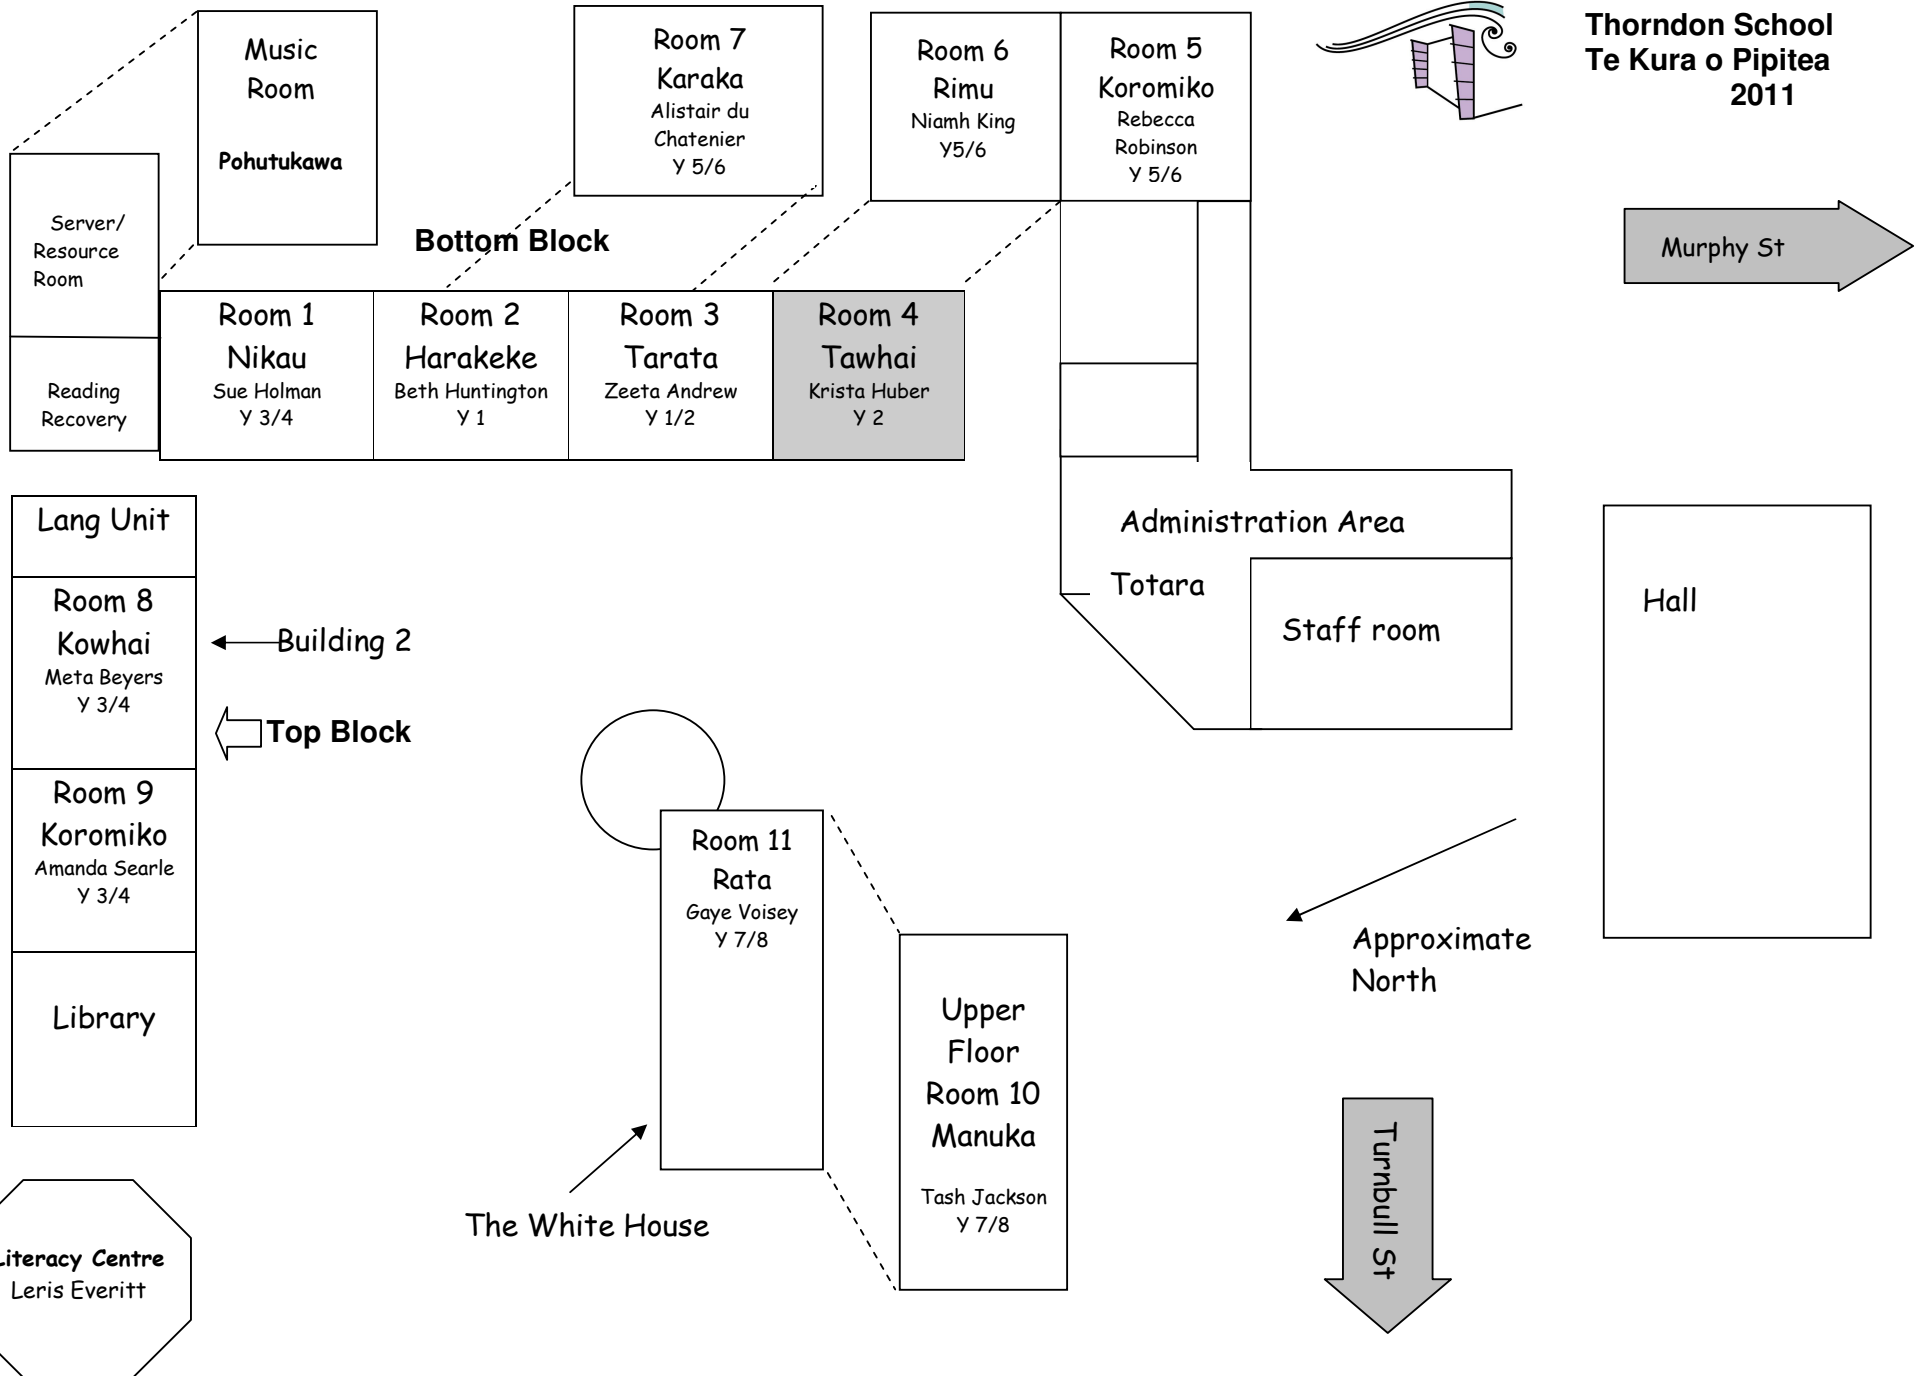 Thorndon School
Te Kura o Pipitea
2011
Music
Room
Pohutukawa
Room 7
Karaka
Alistair du
Chatenier
Y 5/6
Room 6
Rimu
Niamh King
Y5/6
Room 5
Koromiko
Rebecca
Robinson
Y 5/6
Murphy St
Server/
Resource
Room
Reading
Recovery
Bottom Block
Room 1
Nikau
Sue Holman
Y 3/4
Room 2
Harakeke
Beth Huntington
Y 1
Room 3
Tarata
Zeeta Andrew
Y 1/2
Room 4
Tawhai
Krista Huber
Y 2
Administration Area
Totara
Staff room
Hall
Lang Unit
Room 8
Kowhai
Meta Beyers
Y 3/4
Building 2
Top Block
Room 9
Koromiko
Amanda Searle
Y 3/4
Library
Room 11
Rata
Gaye Voisey
Y 7/8
Approximate
North
Upper
Floor
Room 10
Manuka
Tash Jackson
Y 7/8
The White House
Turnbull St
Literacy Centre
Leris Everitt